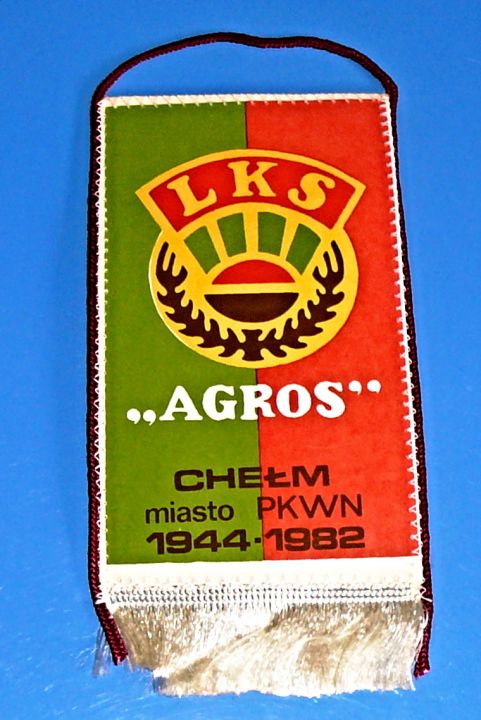 LKS
„AGROS”
CHEŁM
miasto PKWN
1944·1982